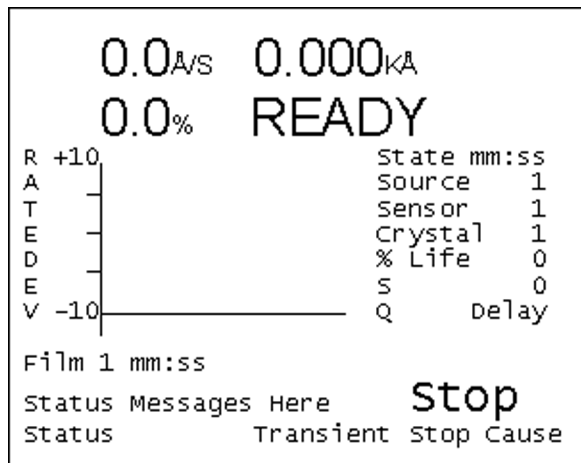 0.0Å/S 0.000KÅ
0.0% READY
RATEDEV +10
-10
State mm:ss
Source 1
Sensor 1
Crystal 1
% Life 0
S 0
Q Delay
Film 1 mm:ss
Status Messages Here Stop
Status Transient Stop Cause